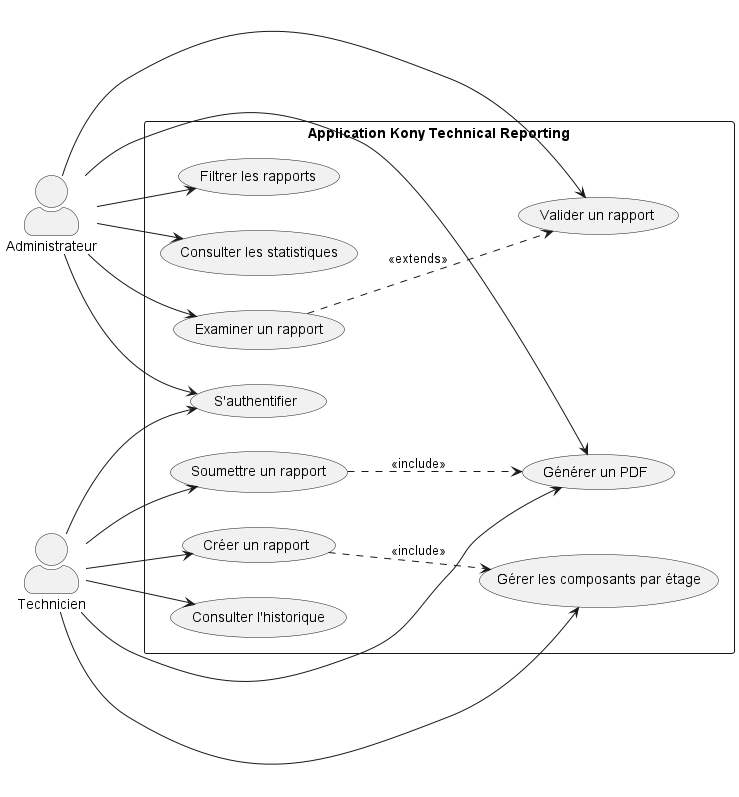 Application Kony Technical Reporting
Filtrer les rapports
Valider un rapport
Administrateur
Consulter les statistiques
«extends»
Examiner un rapport
S'authentifier
Soumettre un rapport
«include»
Générer un PDF
Créer un rapport
«include»
Gérer les composants par étage
Technicien
Consulter l'historique